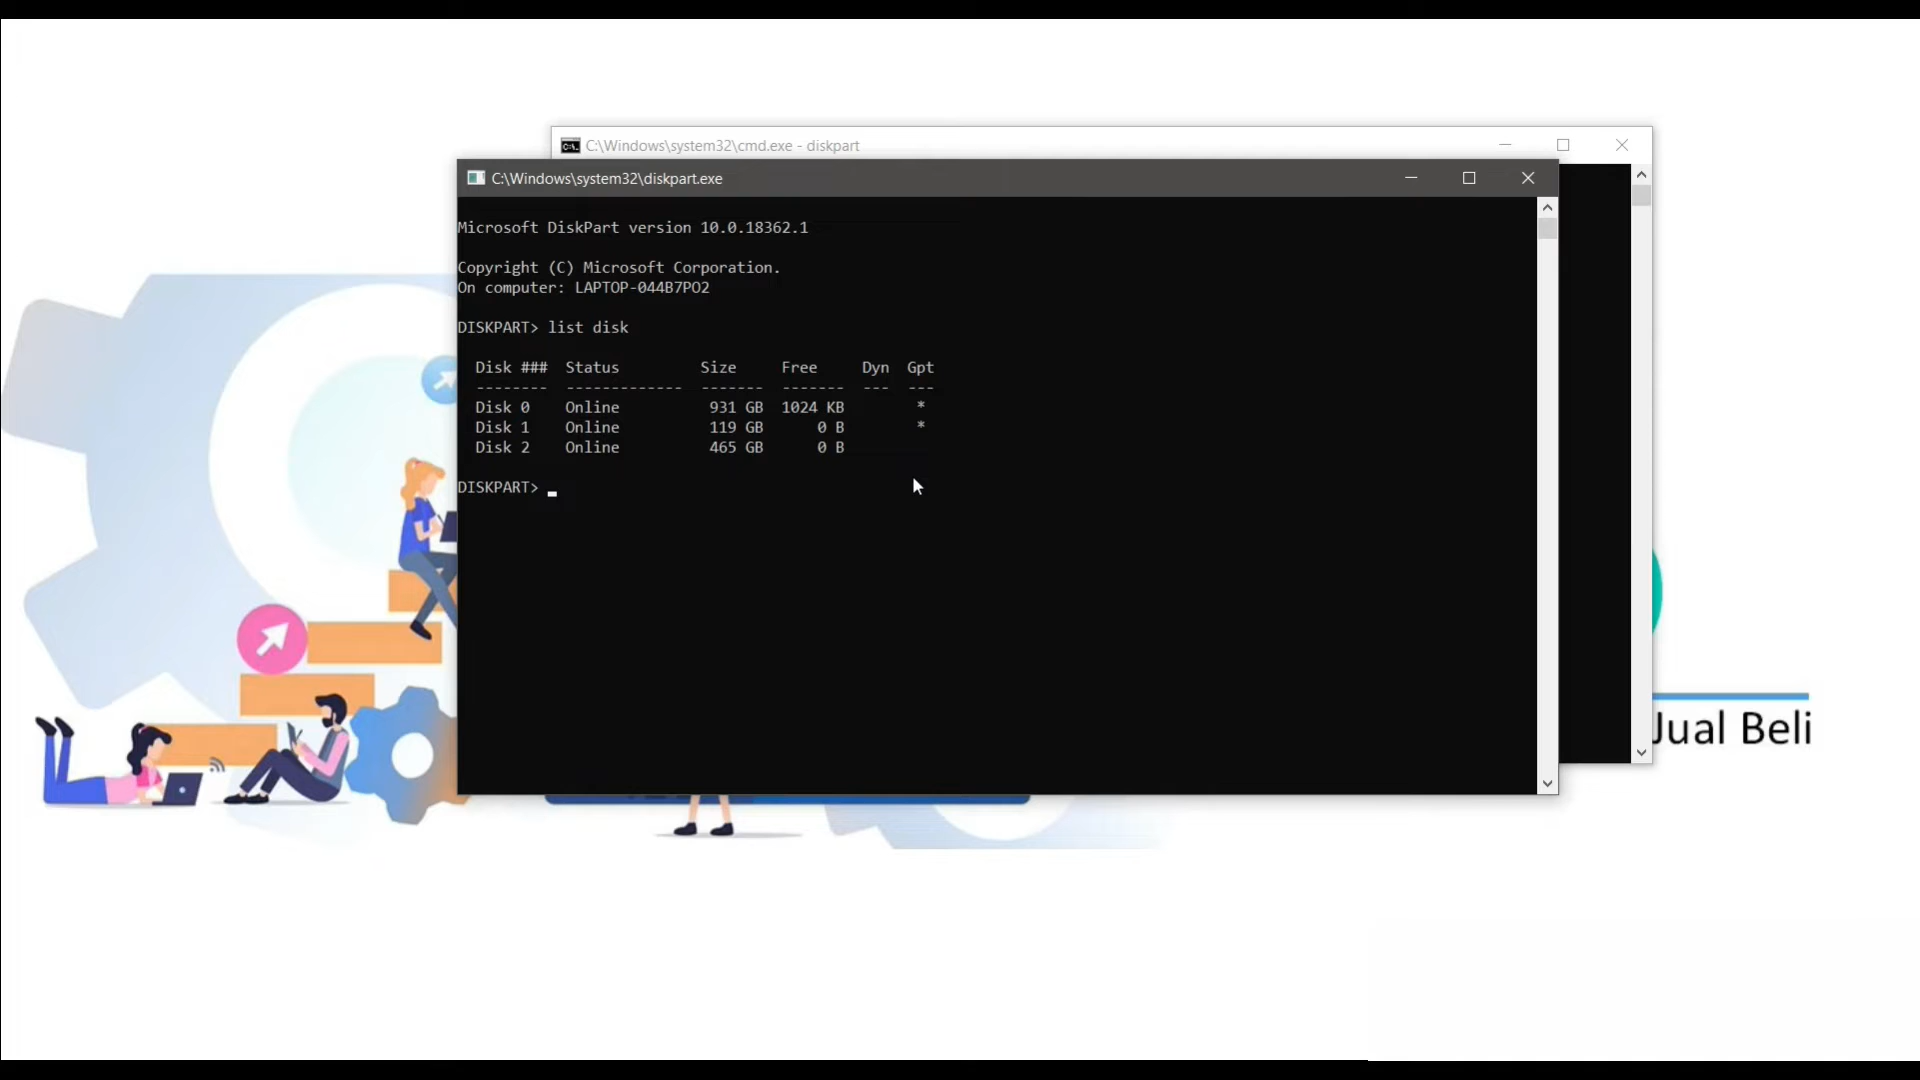 C:\Windows\system32\cmd.exe - diskpart
C:\Windows\system32\diskpart.exe
Microsoft DiskPart version 10.0.18362.1
Copyright (C) Microsoft Corporation.
On computer: LAPTOP-044B7PO2
DISKPART> list disk
Disk ### Status Size Free Dyn Gpt
-------- ------------- ------- ------- --- ---
Disk 0 Online 931 GB 1024 KB *
Disk 1 Online 119 GB 0 B *
Disk 2 Online 465 GB 0 B
DISKPART>
Jual Beli